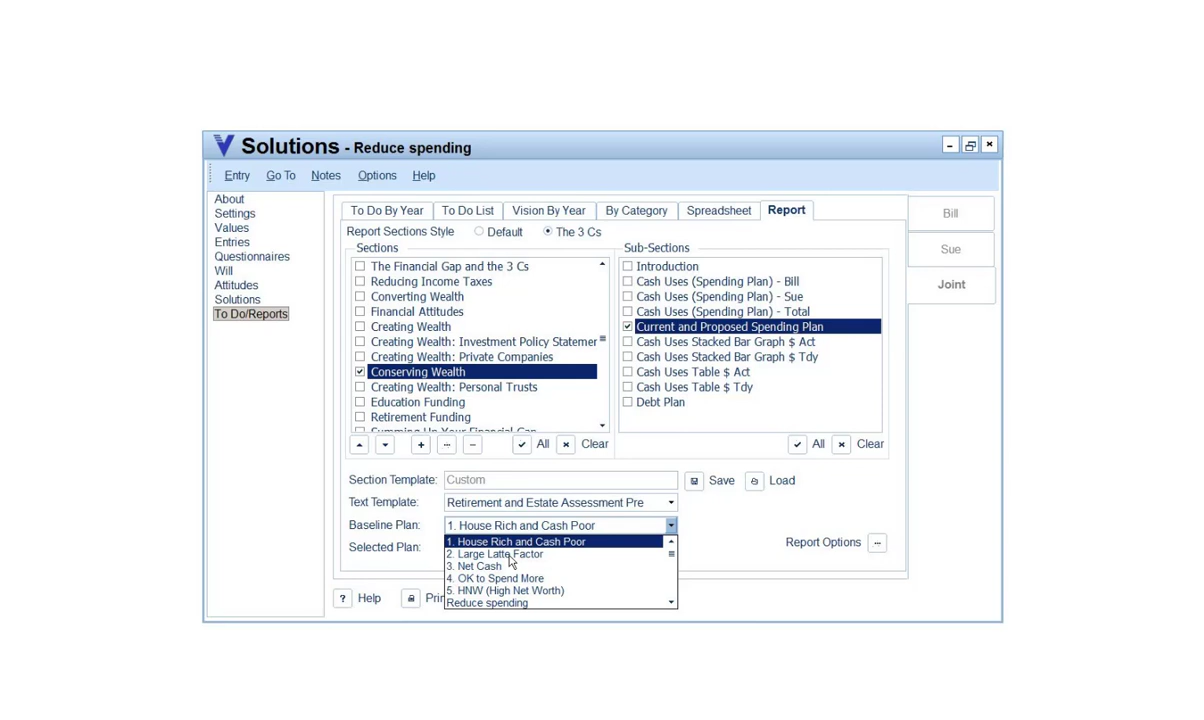 Solutions - Reduce spending
Entry Go To Notes Options Help
About
Settings
Values
Entries
Questionnaires
Will
Attitudes
Solutions
To Do/Reports
To Do By Year To Do List Vision By Year By Category Spreadsheet Report
Report Sections Style Default The 3 Cs
Sections
The Financial Gap and the 3 Cs
Reducing Income Taxes
Converting Wealth
Financial Attitudes
Creating Wealth
Creating Wealth: Investment Policy Statemer
Creating Wealth: Private Companies
Conserving Wealth
Creating Wealth: Personal Trusts
Education Funding
Retirement Funding
Summing Up Your Financial Gap
All Clear
Sub-Sections
Introduction
Cash Uses (Spending Plan) - Bill
Cash Uses (Spending Plan) - Sue
Cash Uses (Spending Plan) - Total
Current and Proposed Spending Plan
Cash Uses Stacked Bar Graph $ Act
Cash Uses Stacked Bar Graph $ Tdy
Cash Uses Table $ Act
Cash Uses Table $ Tdy
Debt Plan
All Clear
Bill
Sue
Joint
Section Template: Custom Save Load
Text Template: Retirement and Estate Assessment Pre
Baseline Plan: 1. House Rich and Cash Poor
Selected Plan:
1. House Rich and Cash Poor
2. Large Latte Factor
3. Net Cash
4. OK to Spend More
5. HNW (High Net Worth)
Reduce spending
Report Options ...
? Help Prin